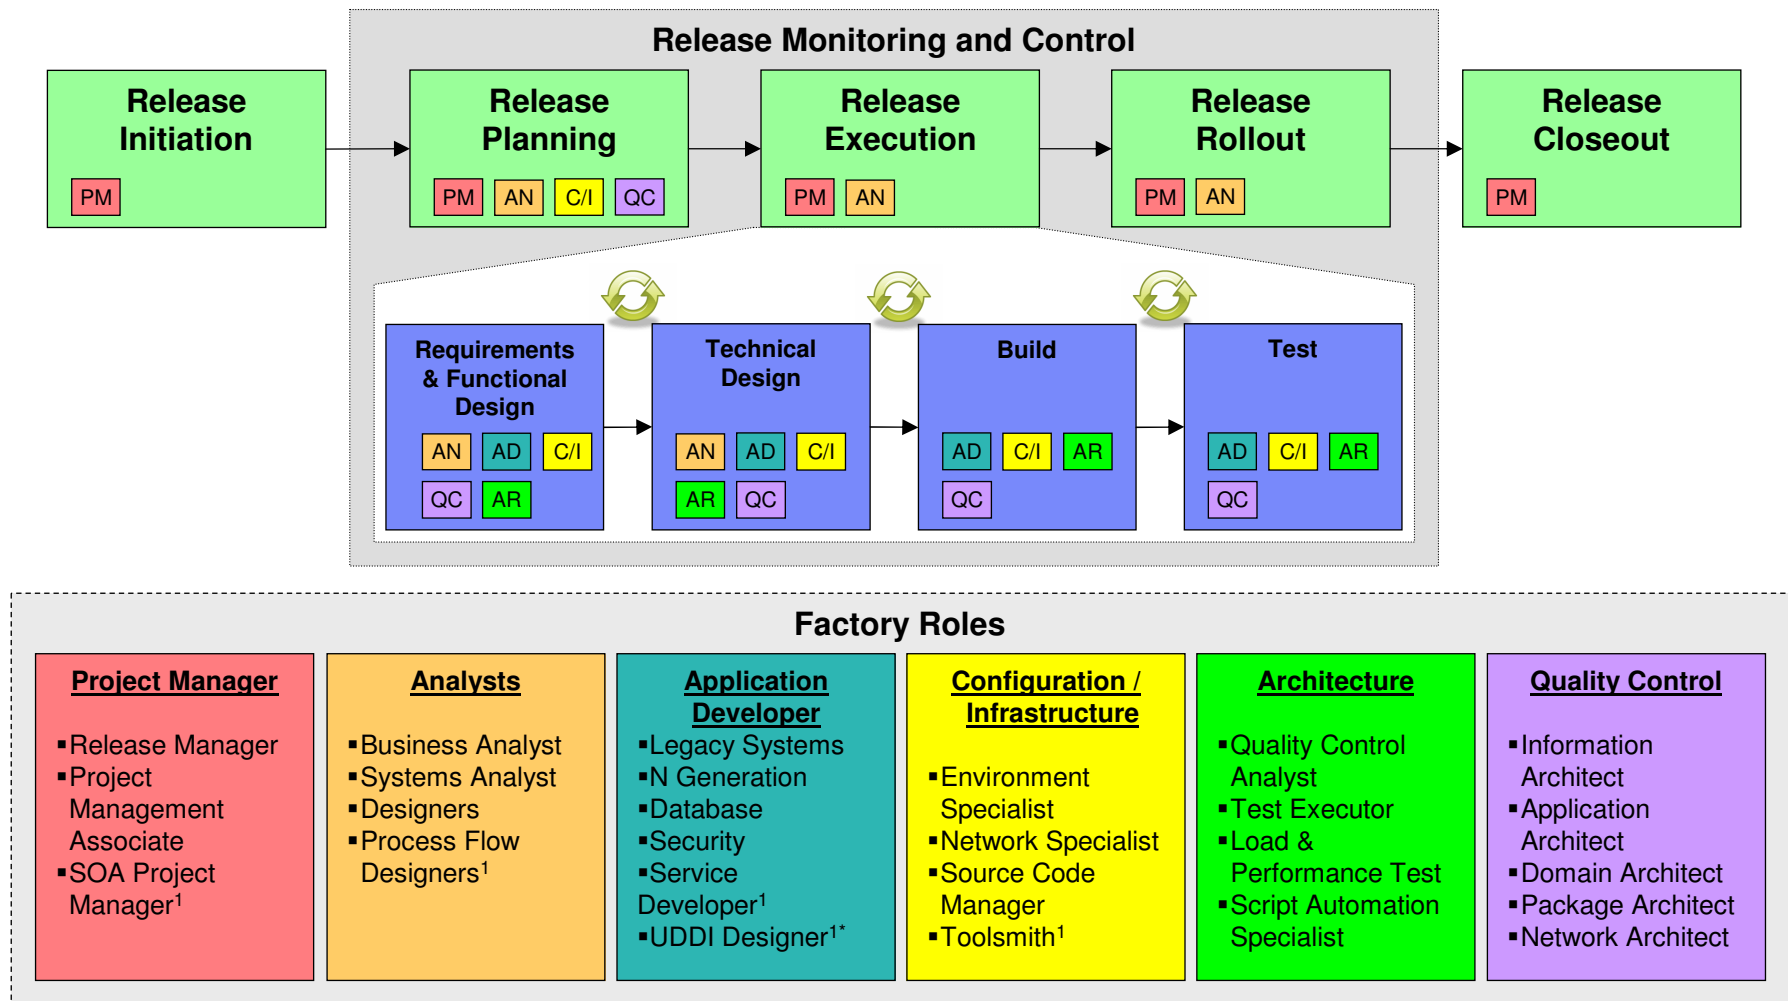 Release Monitoring and Control
Release
Initiation
PM
Release
Planning
PM AN C/I QC
Release
Execution
PM AN
Release
Rollout
PM AN
Release
Closeout
PM
Requirements
& Functional
Design
AN AD C/I
QC AR
Technical
Design
AN AD C/I
AR QC
Build
AD C/I AR
QC
Test
AD C/I AR
QC
Factory Roles
Project Manager
▪Release Manager
▪Project
Management
Associate
▪SOA Project
Manager¹
Analysts
▪Business Analyst
▪Systems Analyst
▪Designers
▪Process Flow
Designers¹
Application
Developer
▪Legacy Systems
▪N Generation
▪Database
▪Security
▪Service
Developer¹
▪UDDI Designer¹*
Configuration /
Infrastructure
▪Environment
Specialist
▪Network Specialist
▪Source Code
Manager
▪Toolsmith¹
Architecture
▪Quality Control
Analyst
▪Test Executor
▪Load &
Performance Test
▪Script Automation
Specialist
Quality Control
▪Information
Architect
▪Application
Architect
▪Domain Architect
▪Package Architect
▪Network Architect